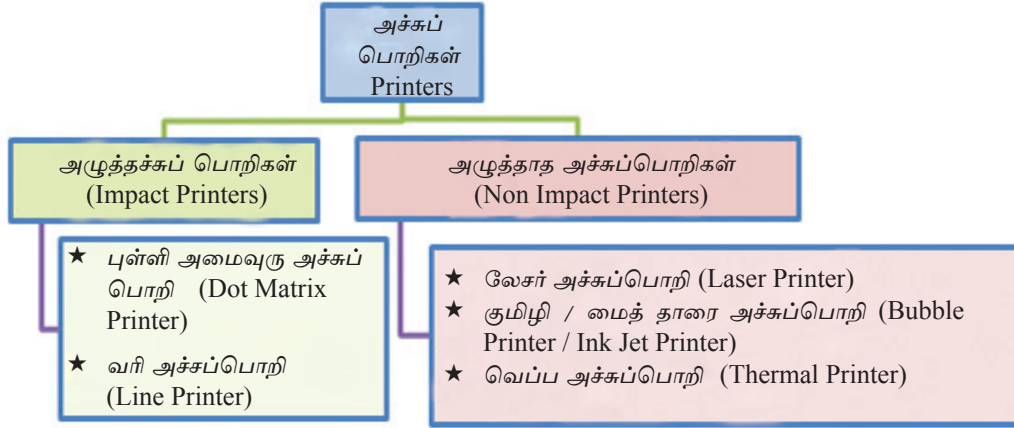 அச்சுப்
பொறிகள்
Printers
அழுத்தச்சுப் பொறிகள்
(Impact Printers)
அழுத்தாத அச்சுப்பொறிகள்
(Non Impact Printers)
★ புள்ளி அமைவுரு அச்சுப்
பொறி (Dot Matrix
Printer)
★ வரி அச்சப்பொறி
(Line Printer)
★ லேசர் அச்சுப்பொறி (Laser Printer)
★ குமிழி / மைத் தாரை அச்சுப்பொறி (Bubble
Printer / Ink Jet Printer)
★ வெப்ப அச்சுப்பொறி (Thermal Printer)